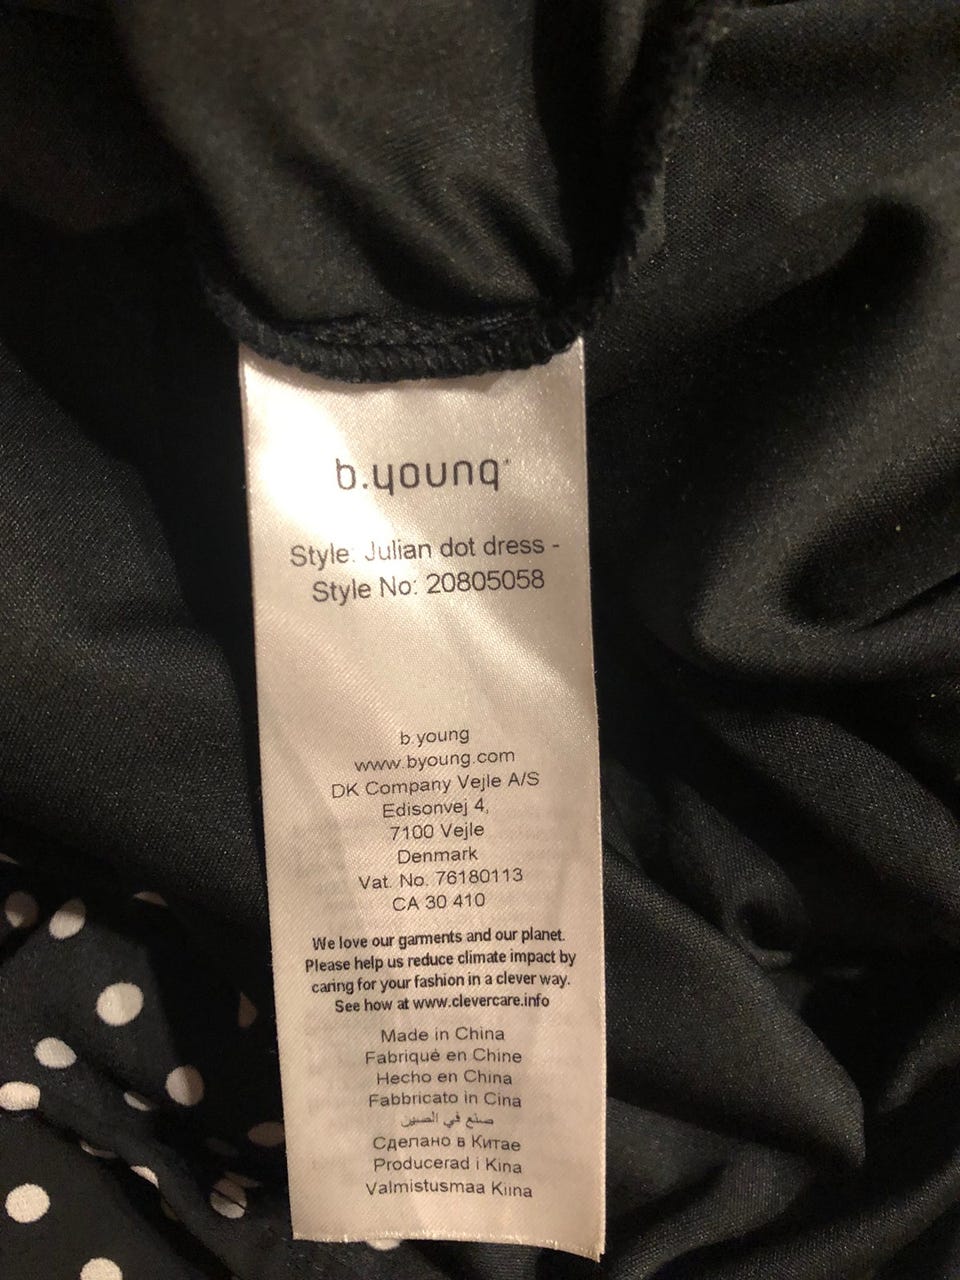 b.young
Style: Julian dot dress -
Style No: 20805058
b.young
www.byoung.com
DK Company Vejle A/S
Edisonvej 4,
7100 Vejle
Denmark
Vat. No. 76180113
CA 30 410
We love our garments and our planet.
Please help us reduce climate impact by
caring for your fashion in a clever way.
See how at www.clevercare.info
Made in China
Fabriqué en Chine
Hecho en China
Fabbricato in Cina
صنع في الصين
Сделано в Китае
Producerad i Kina
Valmistusmaa Kiina